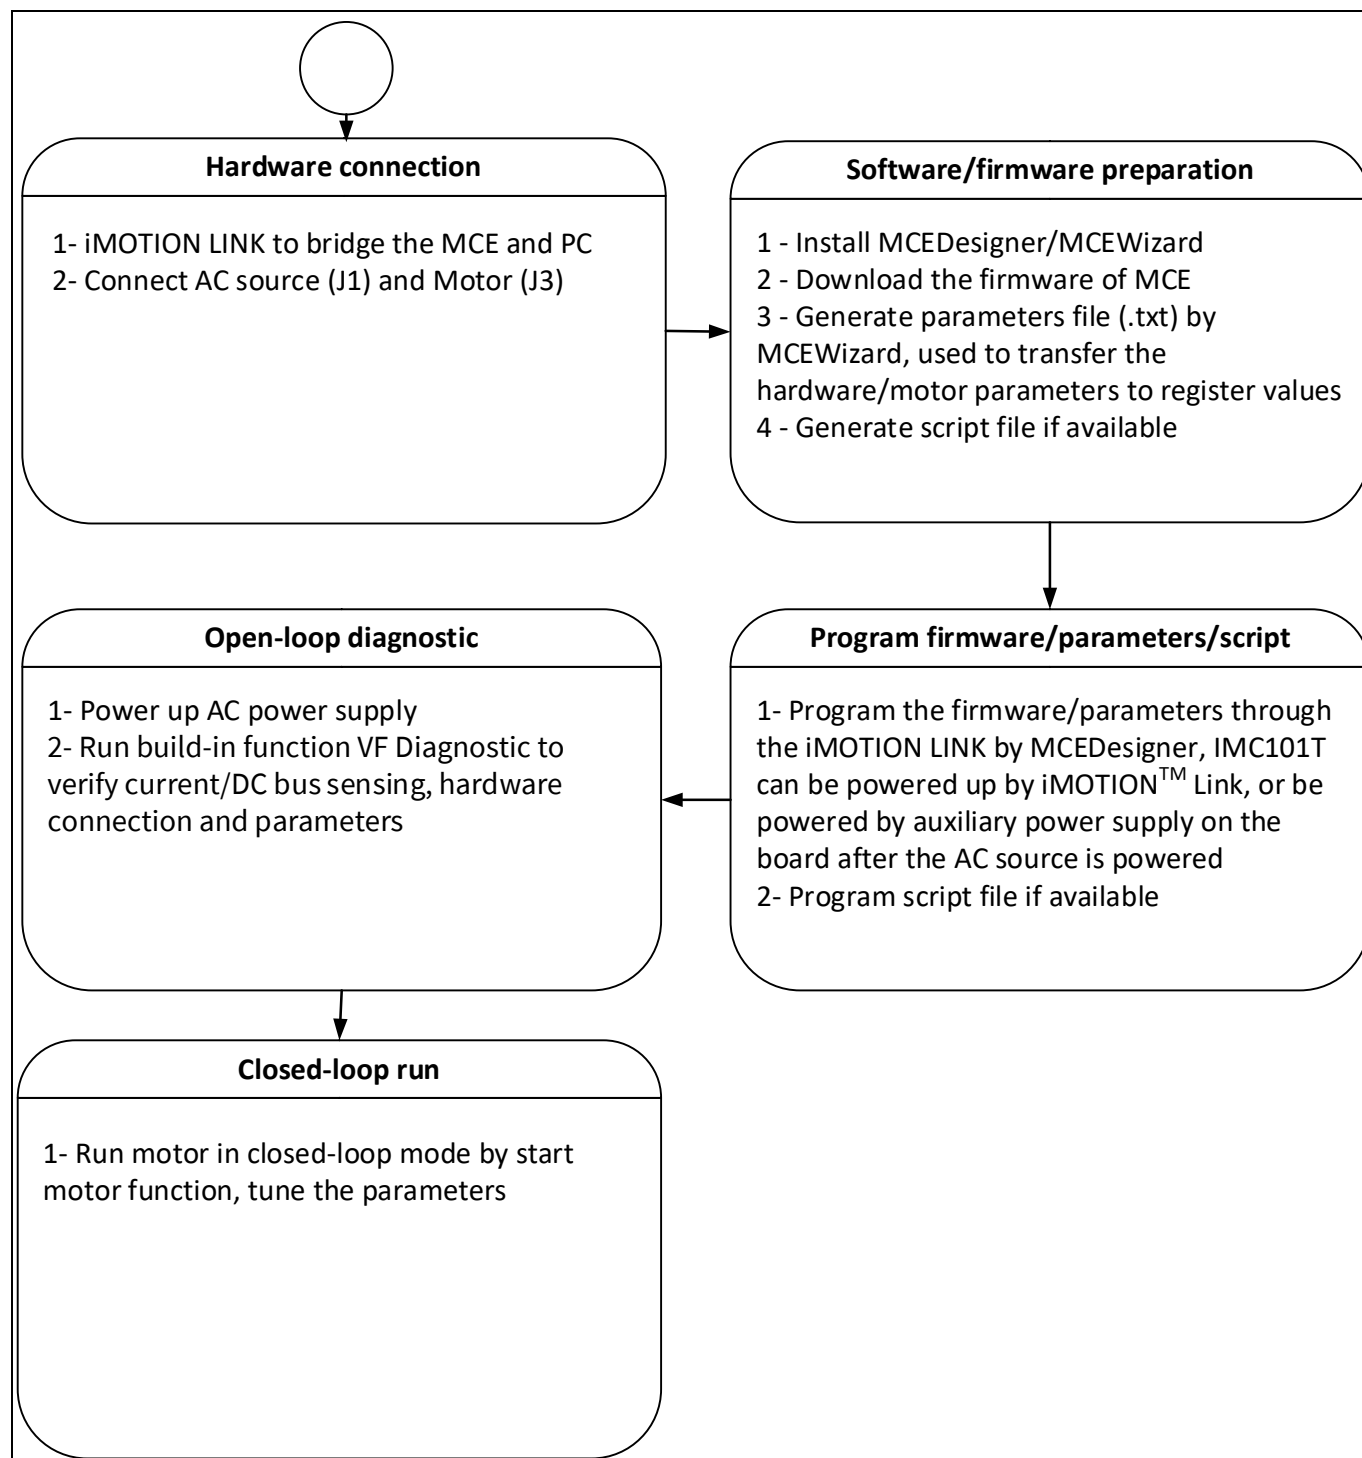 Hardware connection
1- iMOTION LINK to bridge the MCE and PC
2- Connect AC source (J1) and Motor (J3)
Software/firmware preparation
1 - Install MCEDesigner/MCEWizard
2 - Download the firmware of MCE
3 - Generate parameters file (.txt) by
MCEWizard, used to transfer the
hardware/motor parameters to register values
4 - Generate script file if available
Program firmware/parameters/script
1- Program the firmware/parameters through
the iMOTION LINK by MCEDesigner, IMC101T
can be powered up by iMOTION™ Link, or be
powered by auxiliary power supply on the
board after the AC source is powered
2- Program script file if available
Open-loop diagnostic
1- Power up AC power supply
2- Run build-in function VF Diagnostic to
verify current/DC bus sensing, hardware
connection and parameters
Closed-loop run
1- Run motor in closed-loop mode by start
motor function, tune the parameters